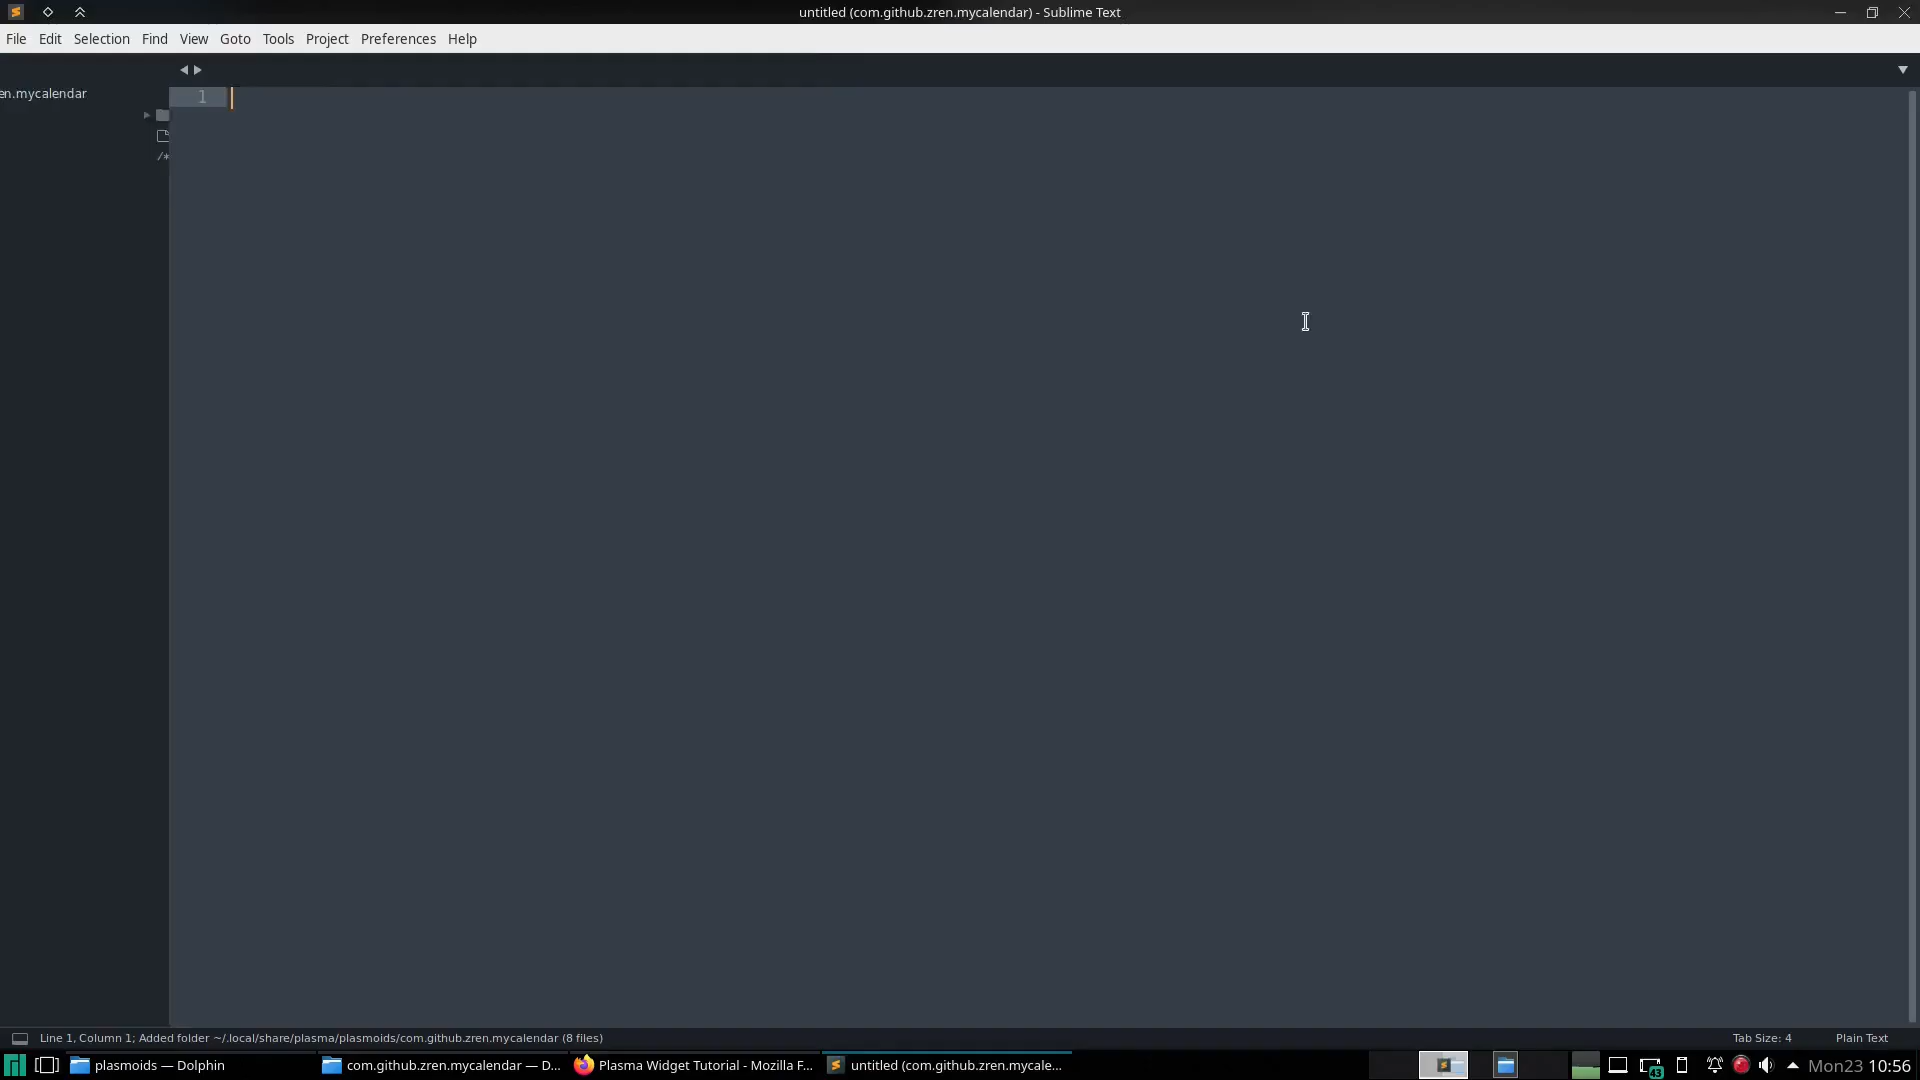 untitled (com.github.zren.mycalendar) - Sublime Text
File Edit Selection Find View Goto Tools Project Preferences Help
en.mycalendar
1
/*
Line 1, Column 1; Added folder ~/.local/share/plasma/plasmoids/com.github.zren.mycalendar (8 files)
Tab Size: 4
Plain Text
plasmoids — Dolphin
com.github.zren.mycalendar — D...
Plasma Widget Tutorial - Mozilla F...
untitled (com.github.zren.mycale...
43
Mon23 10:56